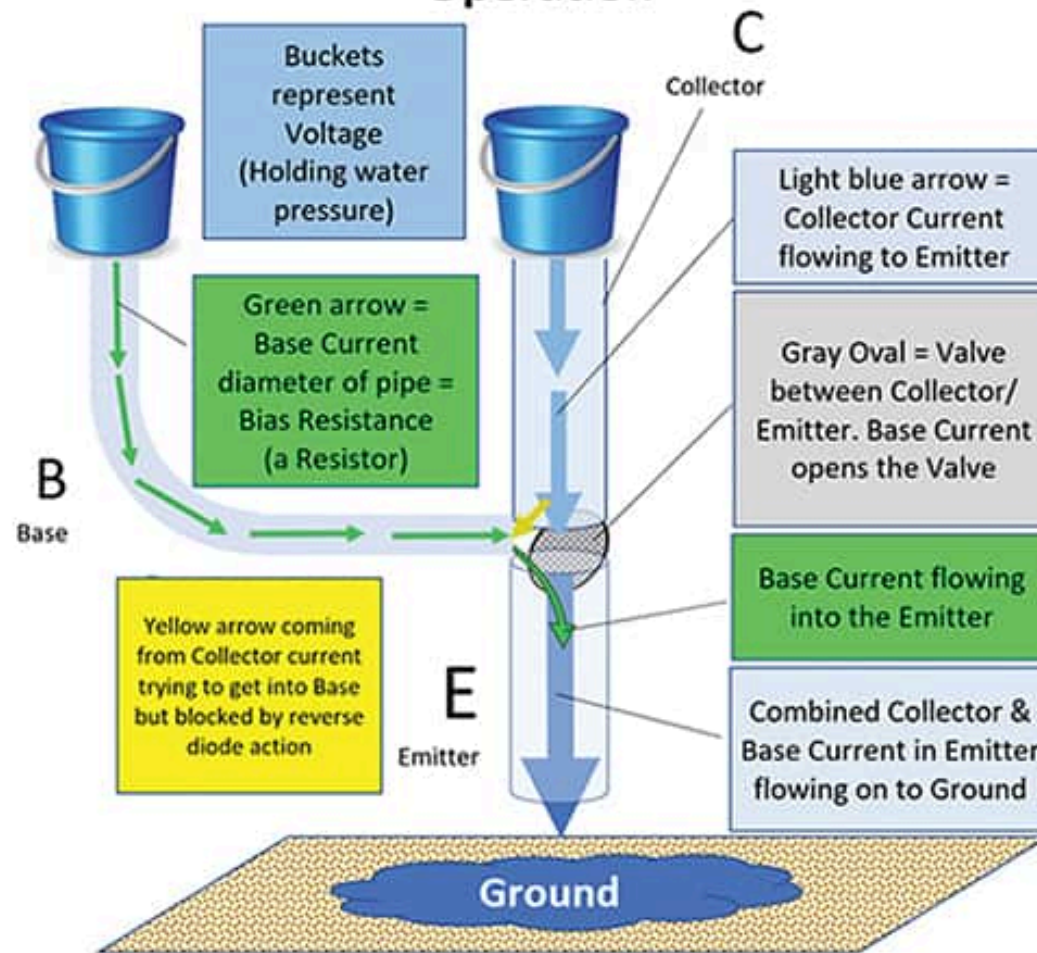 C
Collector
Buckets
represent
Voltage
(Holding water
pressure)
Light blue arrow =
Collector Current
flowing to Emitter
Green arrow =
Base Current
diameter of pipe =
Bias Resistance
(a Resistor)
Gray Oval = Valve
between Collector/
Emitter. Base Current
opens the Valve
B
Base
Base Current flowing
into the Emitter
Yellow arrow coming
from Collector current
trying to get into Base
but blocked by reverse
diode action
E
Emitter
Combined Collector &
Base Current in Emitter
flowing on to Ground
Ground